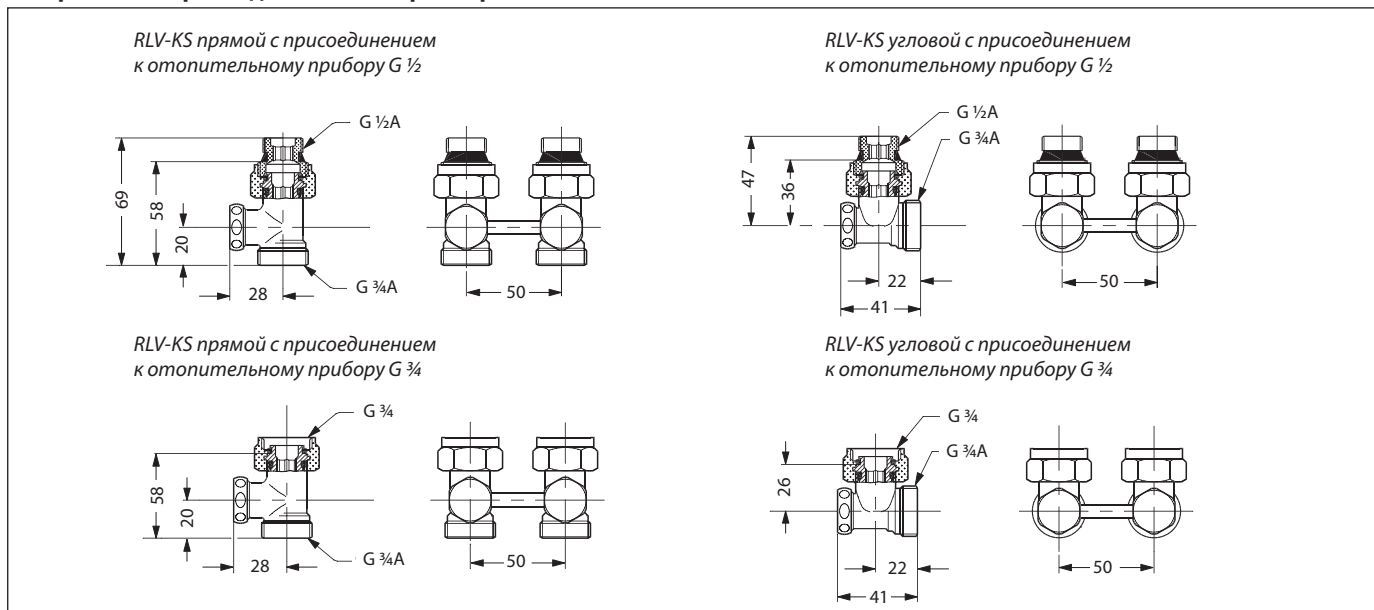 RLV-KS прямой с присоединением
к отопительному прибору G ½
RLV-KS угловой с присоединением
к отопительному прибору G ½
G ½A
69
58
20
28
G ¾A
50
G ½A
G ¾A
47
36
22
41
50
RLV-KS прямой с присоединением
к отопительному прибору G ¾
RLV-KS угловой с присоединением
к отопительному прибору G ¾
G ¾
58
20
28
G ¾A
50
G ¾
G ¾A
26
22
41
50